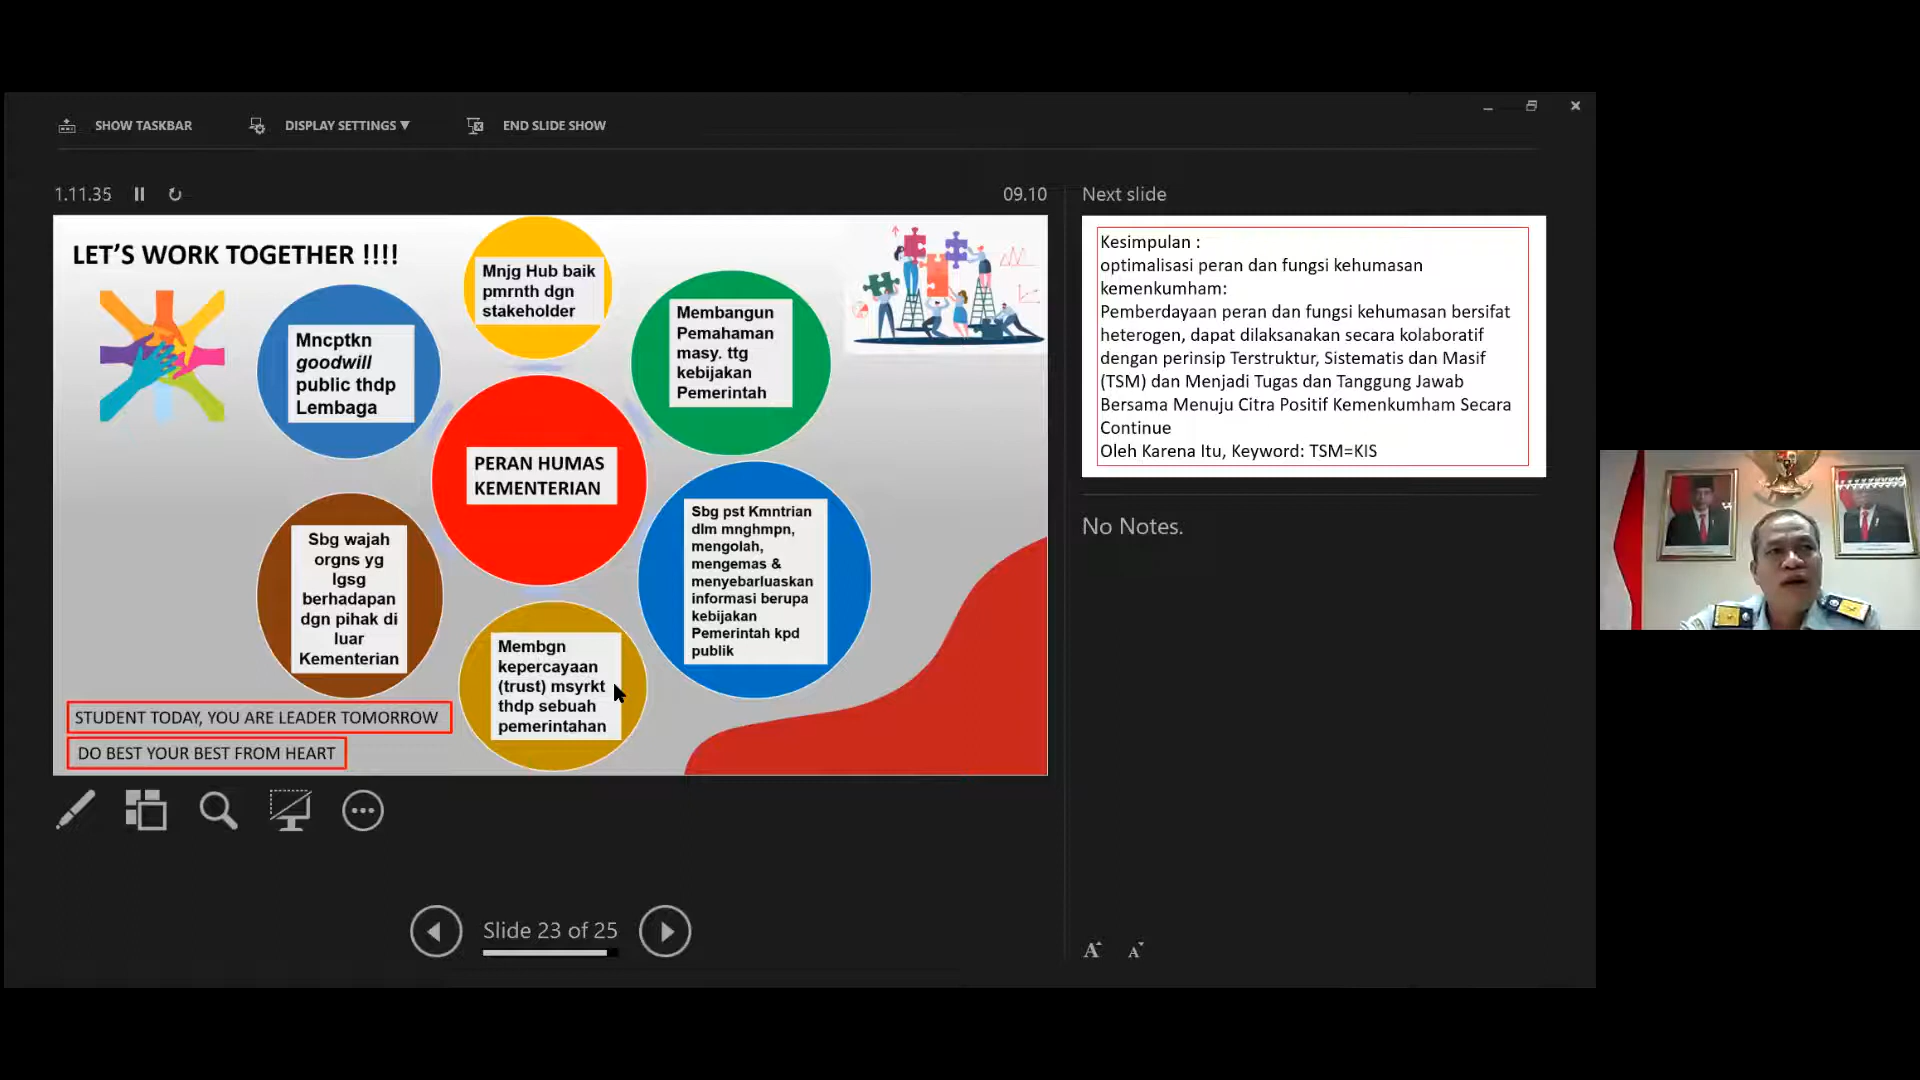 SHOW TASKBAR
DISPLAY SETTINGS ▼
END SLIDE SHOW
1.11.35
09.10
LET'S WORK TOGETHER !!!!
Mnjg Hub baik
pmrnth dgn
stakeholder
Mncptkn
goodwill
public thdp
Lembaga
Membangun
Pemahaman
masy. ttg
kebijakan
Pemerintah
PERAN HUMAS
KEMENTERIAN
Sbg wajah
orgns yg
lgsg
berhadapan
dgn pihak di
luar
Kementerian
Sbg pst Kmntrian
dlm mnghmpn,
mengolah,
mengemas &
menyebarluaskan
informasi berupa
kebijakan
Pemerintah kpd
publik
Membgn
kepercayaan
(trust) msyrkt
thdp sebuah
pemerintahan
STUDENT TODAY, YOU ARE LEADER TOMORROW
DO BEST YOUR BEST FROM HEART
Slide 23 of 25
Next slide
Kesimpulan :
optimalisasi peran dan fungsi kehumasan
kemenkumham:
Pemberdayaan peran dan fungsi kehumasan bersifat
heterogen, dapat dilaksanakan secara kolaboratif
dengan perinsip Terstruktur, Sistematis dan Masif
(TSM) dan Menjadi Tugas dan Tanggung Jawab
Bersama Menuju Citra Positif Kemenkumham Secara
Continue
Oleh Karena Itu, Keyword: TSM=KIS
No Notes.
A A